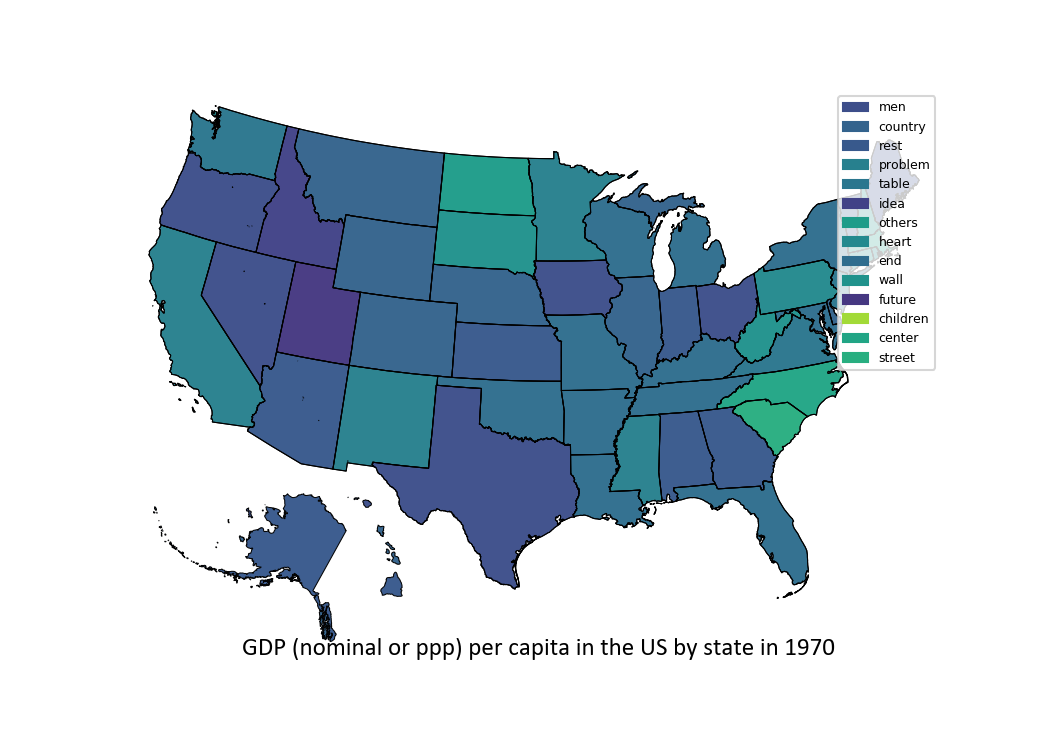 men
country
rest
problem
table
idea
others
heart
end
wall
future
children
center
street
GDP (nominal or ppp) per capita in the US by state in 1970